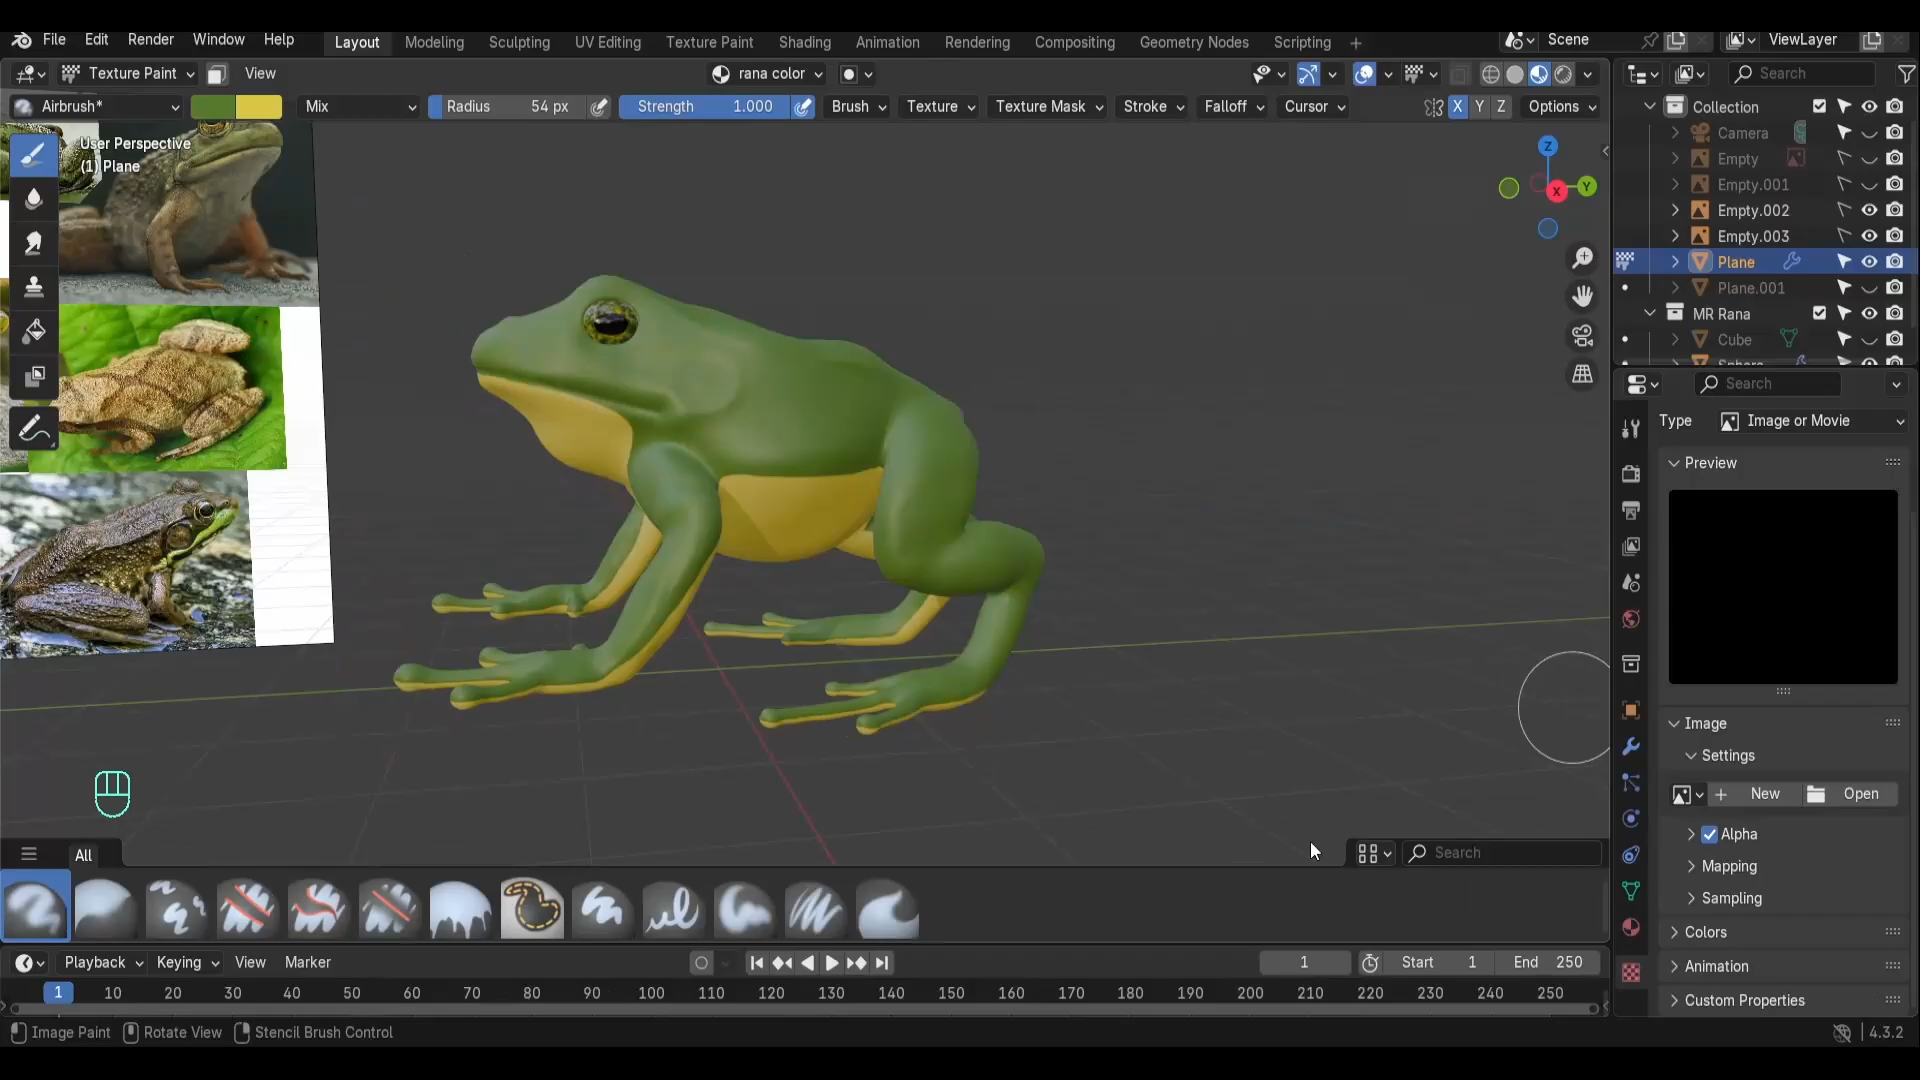 File Edit Render Window Help Layout Modeling Sculpting UV Editing Texture Paint Shading Animation Rendering Compositing Geometry Nodes Scripting + Scene ViewLayer
Texture Paint View rana color Search
Airbrush* Mix Radius 54 px Strength 1.000 Brush Texture Texture Mask Stroke Falloff Cursor X Y Z Options
User Perspective
(1) Plane
Z
X
Y
Collection
Camera
Empty
Empty.001
Empty.002
Empty.003
Plane
Plane.001
MR Rana
Cube
Search
Type Image or Movie
Preview
Image
Settings
New Open
Alpha
Mapping
Sampling
Colors
Animation
Custom Properties
All Search
Playback Keying View Marker 1 Start 1 End 250
1 10 20 30 40 50 60 70 80 90 100 110 120 130 140 150 160 170 180 190 200 210 220 230 240 250
Image Paint Rotate View Stencil Brush Control 4.3.2